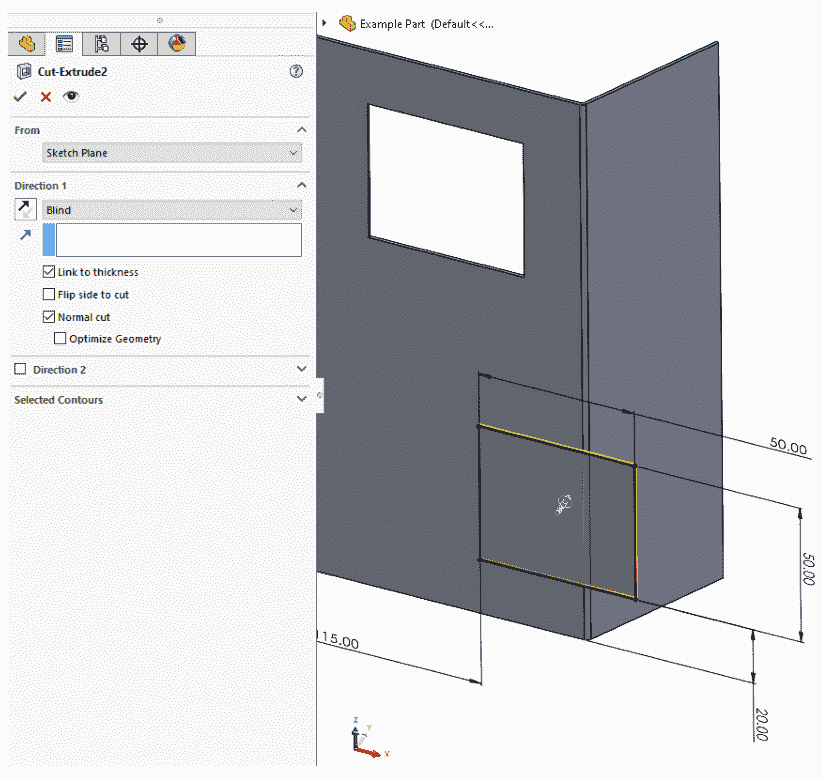 Example Part (Default<<...
Cut-Extrude2
From
Sketch Plane
Direction 1
Blind
Link to thickness
Flip side to cut
Normal cut
Optimize Geometry
Direction 2
Selected Contours
50.00
50.00
115.00
20.00
Z
Y
X